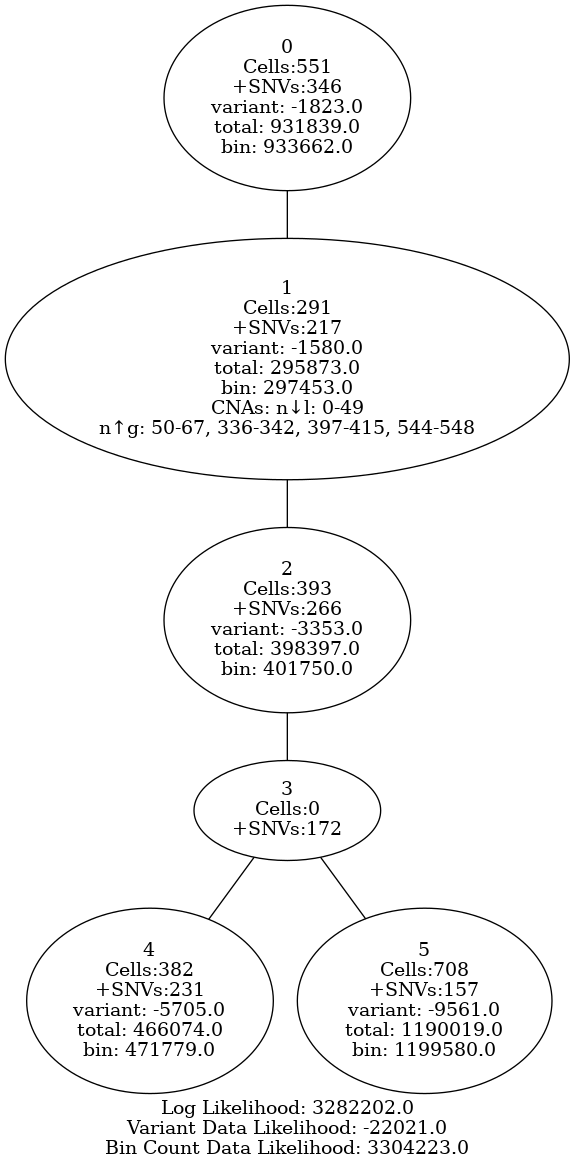 0
Cells:551
+SNVs:346
variant: -1823.0
total: 931839.0
bin: 933662.0
1
Cells:291
+SNVs:217
variant: -1580.0
total: 295873.0
bin: 297453.0
CNAs: n↓l: 0-49
n↑g: 50-67, 336-342, 397-415, 544-548
2
Cells:393
+SNVs:266
variant: -3353.0
total: 398397.0
bin: 401750.0
3
Cells:0
+SNVs:172
4
Cells:382
+SNVs:231
variant: -5705.0
total: 466074.0
bin: 471779.0
5
Cells:708
+SNVs:157
variant: -9561.0
total: 1190019.0
bin: 1199580.0
Log Likelihood: 3282202.0
Variant Data Likelihood: -22021.0
Bin Count Data Likelihood: 3304223.0